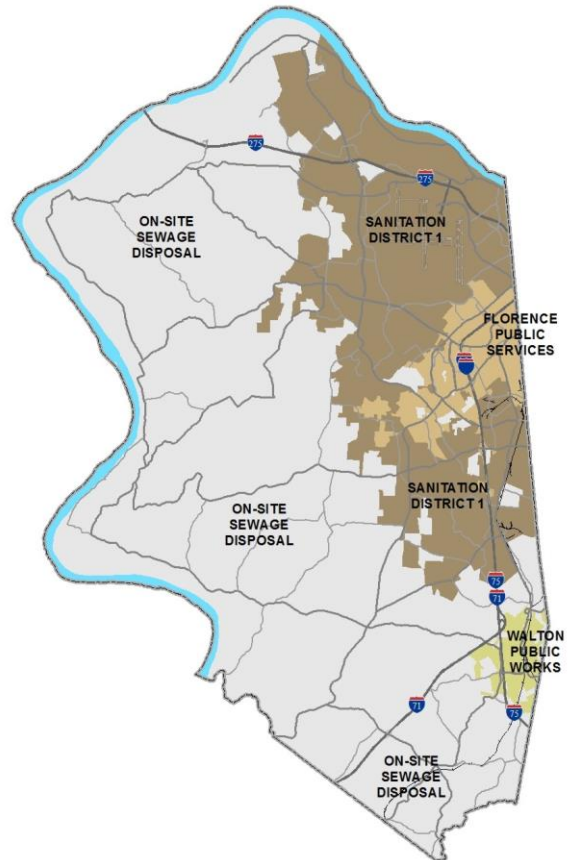 275
275
ON-SITE
SEWAGE
DISPOSAL
SANITATION
DISTRICT 1
FLORENCE
PUBLIC
SERVICES
SANITATION
DISTRICT 1
ON-SITE
SEWAGE
DISPOSAL
75
71
WALTON
PUBLIC
WORKS
71
75
ON-SITE
SEWAGE
DISPOSAL